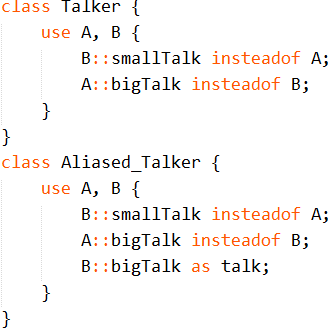 class Talker {
    use A, B {
        B::smallTalk insteadof A;
        A::bigTalk insteadof B;
    }
}
class Aliased_Talker {
    use A, B {
        B::smallTalk insteadof A;
        A::bigTalk insteadof B;
        B::bigTalk as talk;
    }
}